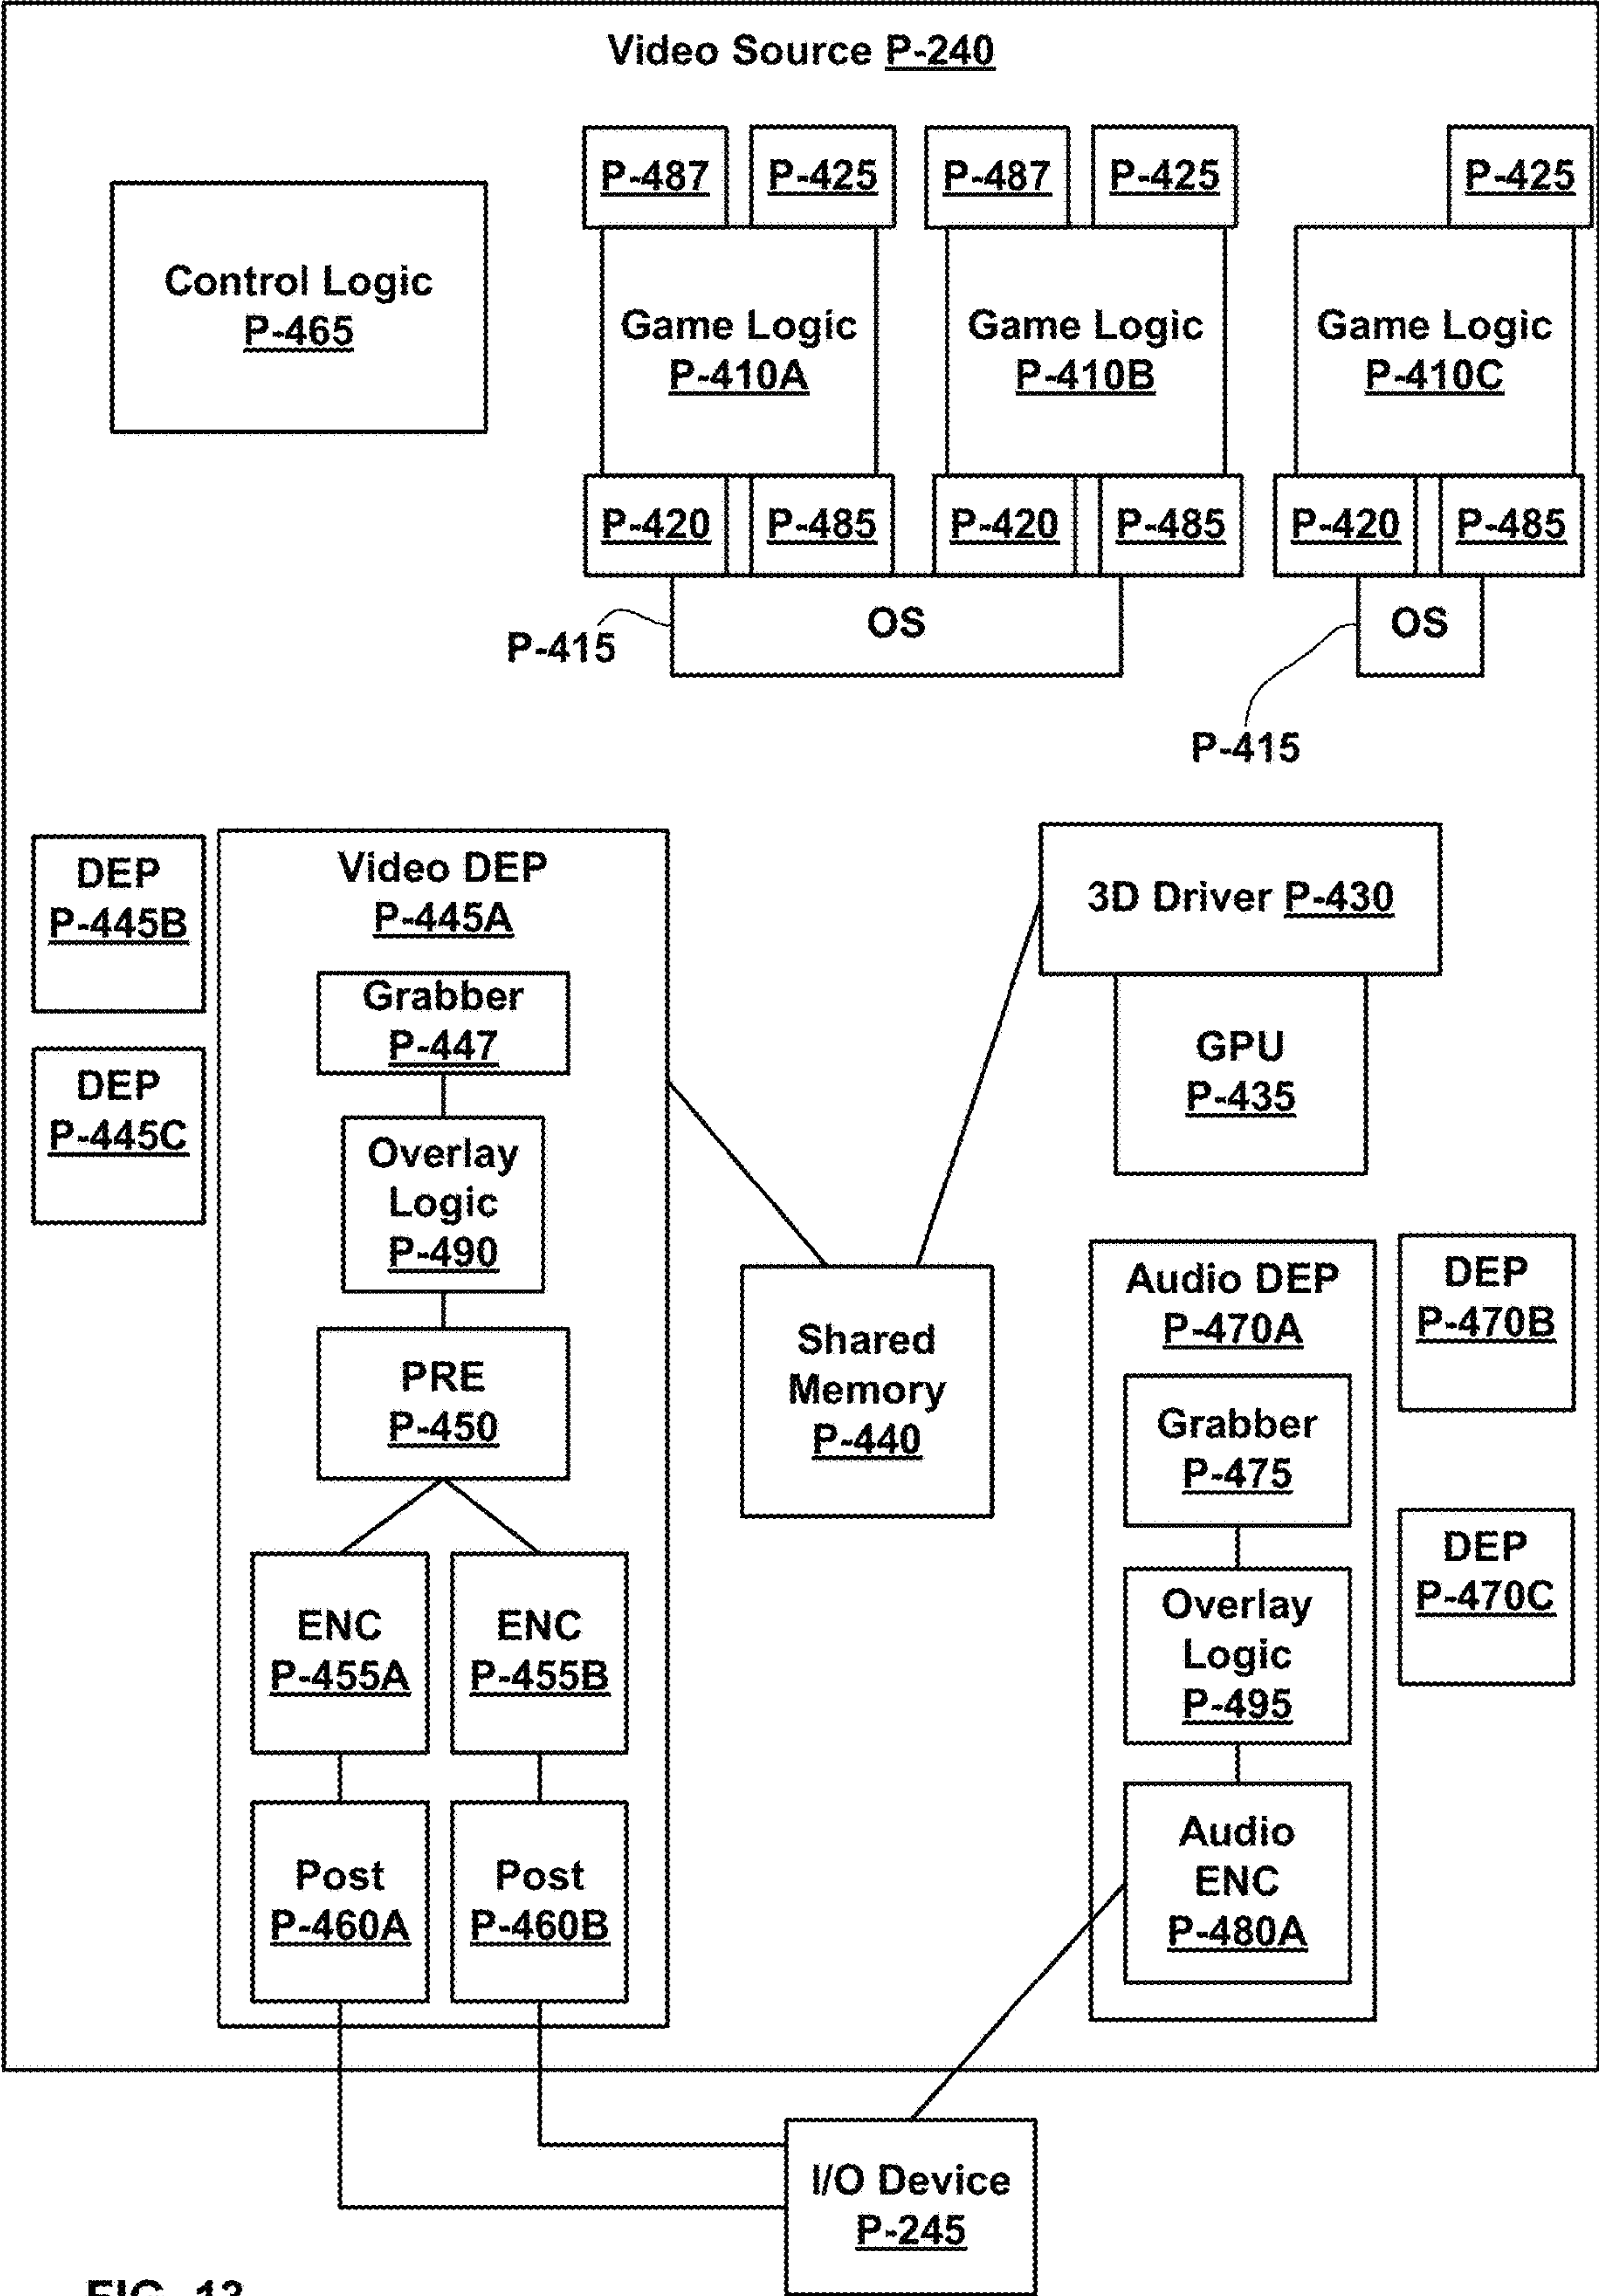 Video Source P-240
P-487
P-425
P-487
P-425
P-425
Control Logic
P-465
Game Logic
P-410A
Game Logic
P-410B
Game Logic
P-410C
P-420
P-485
P-420
P-485
P-420
P-485
OS
OS
P-415
P-415
DEP
P-445B
DEP
P-445C
Video DEP
P-445A
Grabber
P-447
Overlay
Logic
P-490
PRE
P-450
ENC
P-455A
ENC
P-455B
Post
P-460A
Post
P-460B
3D Driver P-430
GPU
P-435
Shared
Memory
P-440
Audio DEP
P-470A
Grabber
P-475
Overlay
Logic
P-495
Audio
ENC
P-480A
DEP
P-470B
DEP
P-470C
I/O Device
P-245
FIG. 13